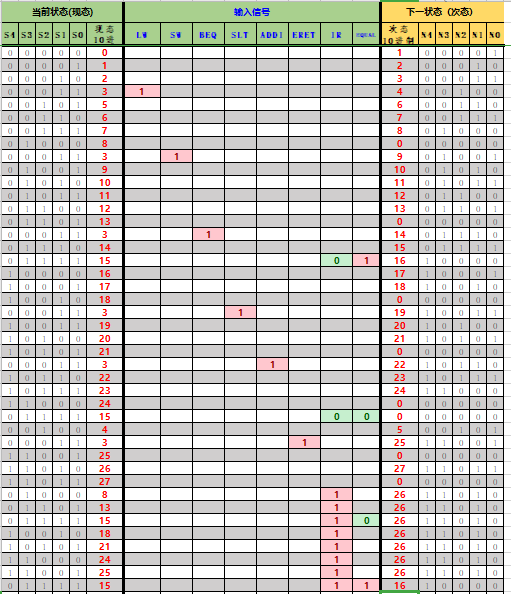 当前状态(现态) 输入信号 下一状态（次态）
S4 S3 S2 S1 S0 现态10进 LW SW BEQ SLT ADDI ERET IR EQUAL 次态10进制 N4 N3 N2 N1 N0
0 0 0 0 0 0 1 0 0 0 0 1
0 0 0 0 1 1 2 0 0 0 1 0
0 0 0 1 0 2 3 0 0 0 1 1
0 0 0 1 1 3 1 4 0 0 1 0 0
0 0 1 0 1 5 6 0 0 1 1 0
0 0 1 1 0 6 7 0 0 1 1 1
0 0 1 1 1 7 8 0 1 0 0 0
0 1 0 0 0 8 0 0 0 0 0 0
0 0 0 1 1 3 1 9 0 1 0 0 1
0 1 0 0 1 9 10 0 1 0 1 0
0 1 0 1 0 10 11 0 1 0 1 1
0 1 0 1 1 11 12 0 1 1 0 0
0 1 1 0 0 12 13 0 1 1 0 1
0 1 1 0 1 13 0 0 0 0 0 0
0 0 0 1 1 3 1 14 0 1 1 1 0
0 1 1 1 0 14 15 0 1 1 1 1
0 1 1 1 1 15 0 1 16 1 0 0 0 0
1 0 0 0 0 16 17 1 0 0 0 1
1 0 0 0 1 17 18 1 0 0 1 0
1 0 0 1 0 18 0 0 0 0 0 0
0 0 0 1 1 3 1 19 1 0 0 1 1
1 0 0 1 1 19 20 1 0 1 0 0
1 0 1 0 0 20 21 1 0 1 0 1
1 0 1 0 1 21 0 0 0 0 0 0
0 0 0 1 1 3 1 22 1 0 1 1 0
1 0 1 1 0 22 23 1 0 1 1 1
1 0 1 1 1 23 24 1 1 0 0 0
1 1 0 0 0 24 0 0 0 0 0 0
0 1 1 1 1 15 0 0 0 0 0 0 0 0
0 0 1 0 0 4 5 0 0 1 0 1
0 0 0 1 1 3 1 25 1 1 0 0 1
1 1 0 0 1 25 0 0 0 0 0 0
1 1 0 1 0 26 27 1 1 0 1 1
1 1 0 1 1 27 0 0 0 0 0 0
0 1 0 0 0 8 1 26 1 1 0 1 0
0 1 1 0 1 13 1 26 1 1 0 1 0
0 1 1 1 1 15 1 0 26 1 1 0 1 0
1 0 0 1 0 18 1 26 1 1 0 1 0
1 0 1 0 1 21 1 26 1 1 0 1 0
1 1 0 0 0 24 1 26 1 1 0 1 0
1 1 0 0 1 25 1 26 1 1 0 1 0
0 1 1 1 1 15 1 1 16 1 0 0 0 0